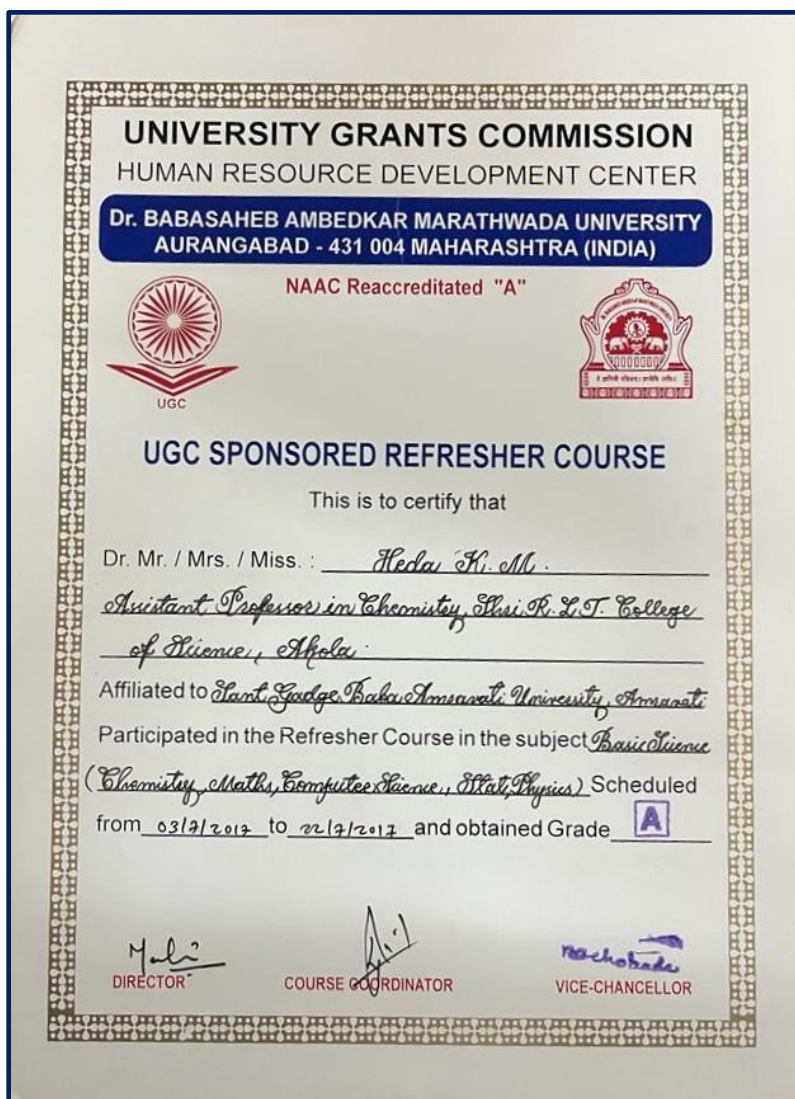 UNIVERSITY GRANTS COMMISSION
HUMAN RESOURCE DEVELOPMENT CENTER
Dr. BABASAHEB AMBEDKAR MARATHWADA UNIVERSITY
AURANGABAD - 431 004 MAHARASHTRA (INDIA)
NAAC Reaccreditated "A"
UGC
UGC SPONSORED REFRESHER COURSE
This is to certify that
Dr. Mr. / Mrs. / Miss. : Heda K. M.
Assistant Professor in Chemistry, Shri. R. L. T. College
of Science, Akola.
Affiliated to Sant Gadge Baba Amravati University, Amravati
Participated in the Refresher Course in the subject Basic Science
(Chemistry, Maths, Computer Science, Stat, Physics) Scheduled
from 03/7/2017 to 22/7/2017 and obtained Grade A
DIRECTOR
COURSE COORDINATOR
VICE-CHANCELLOR